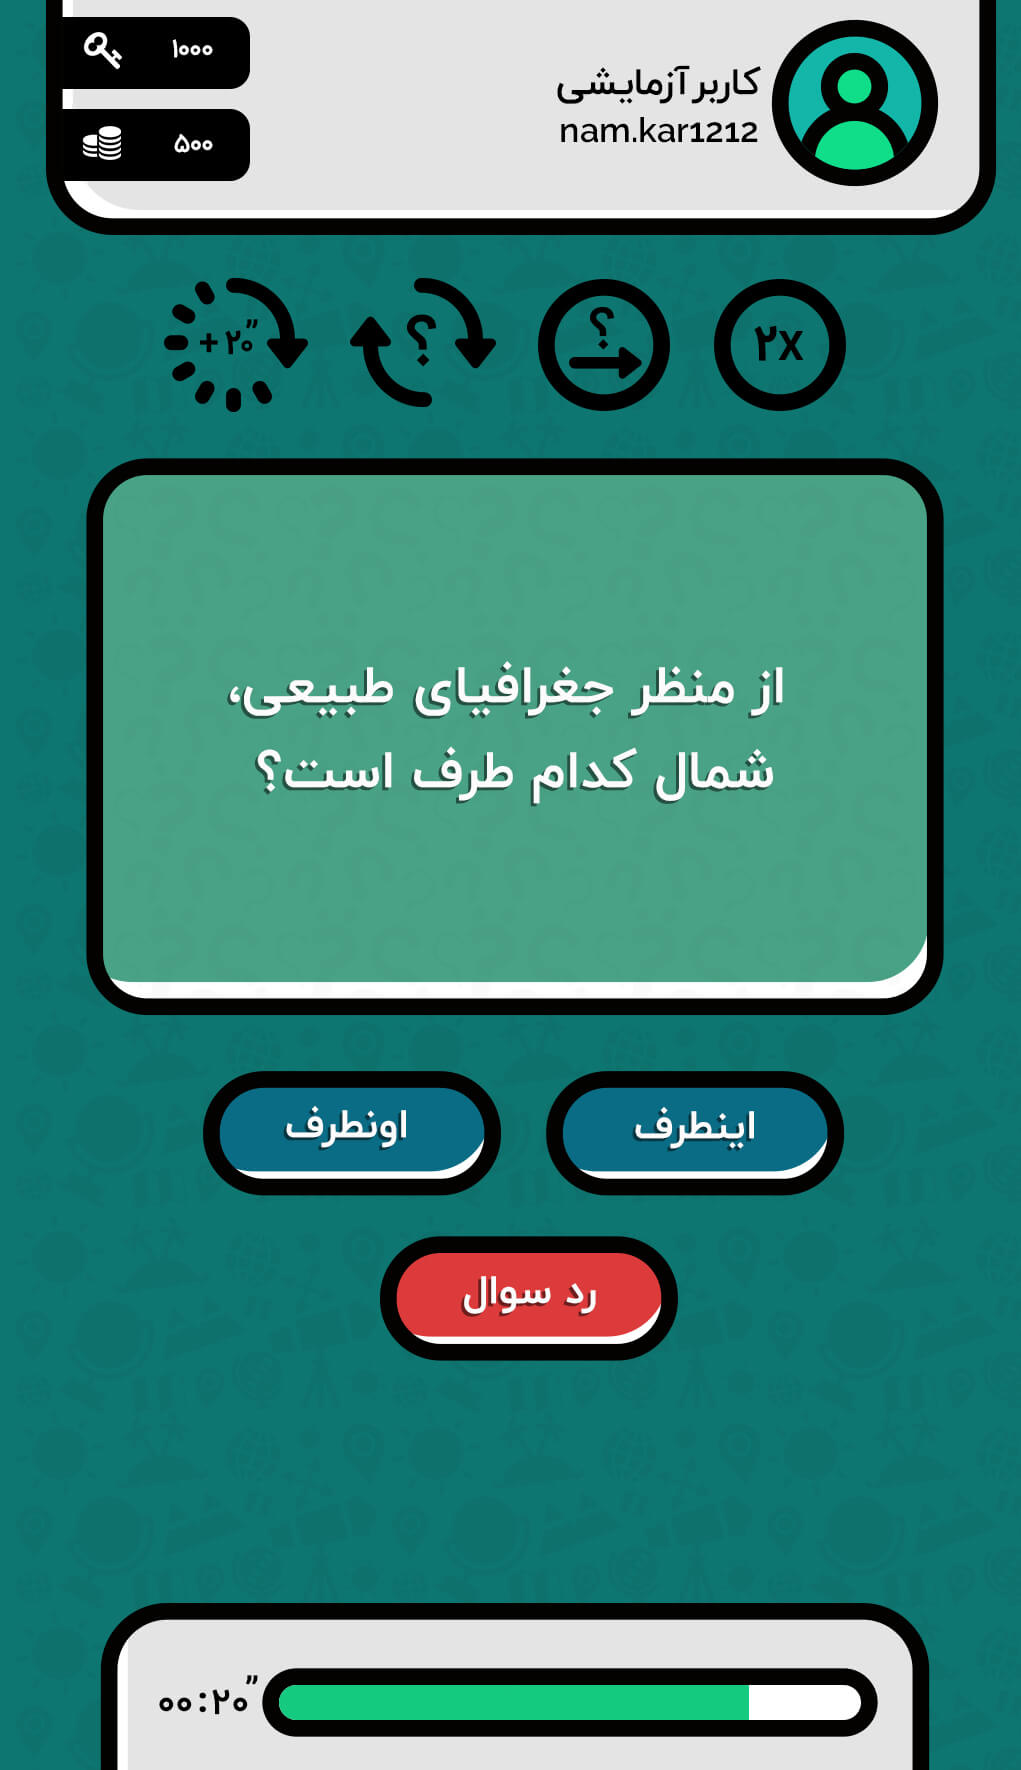 کاربر آزمایشی
nam.kar1212
۱۰۰۰
۵۰۰
+۲۰″
؟
؟
۲x
از منظر جغرافیای طبیعی،
شمال کدام طرف است؟
اینطرف
اونطرف
رد سوال
۰۰:۲۰″